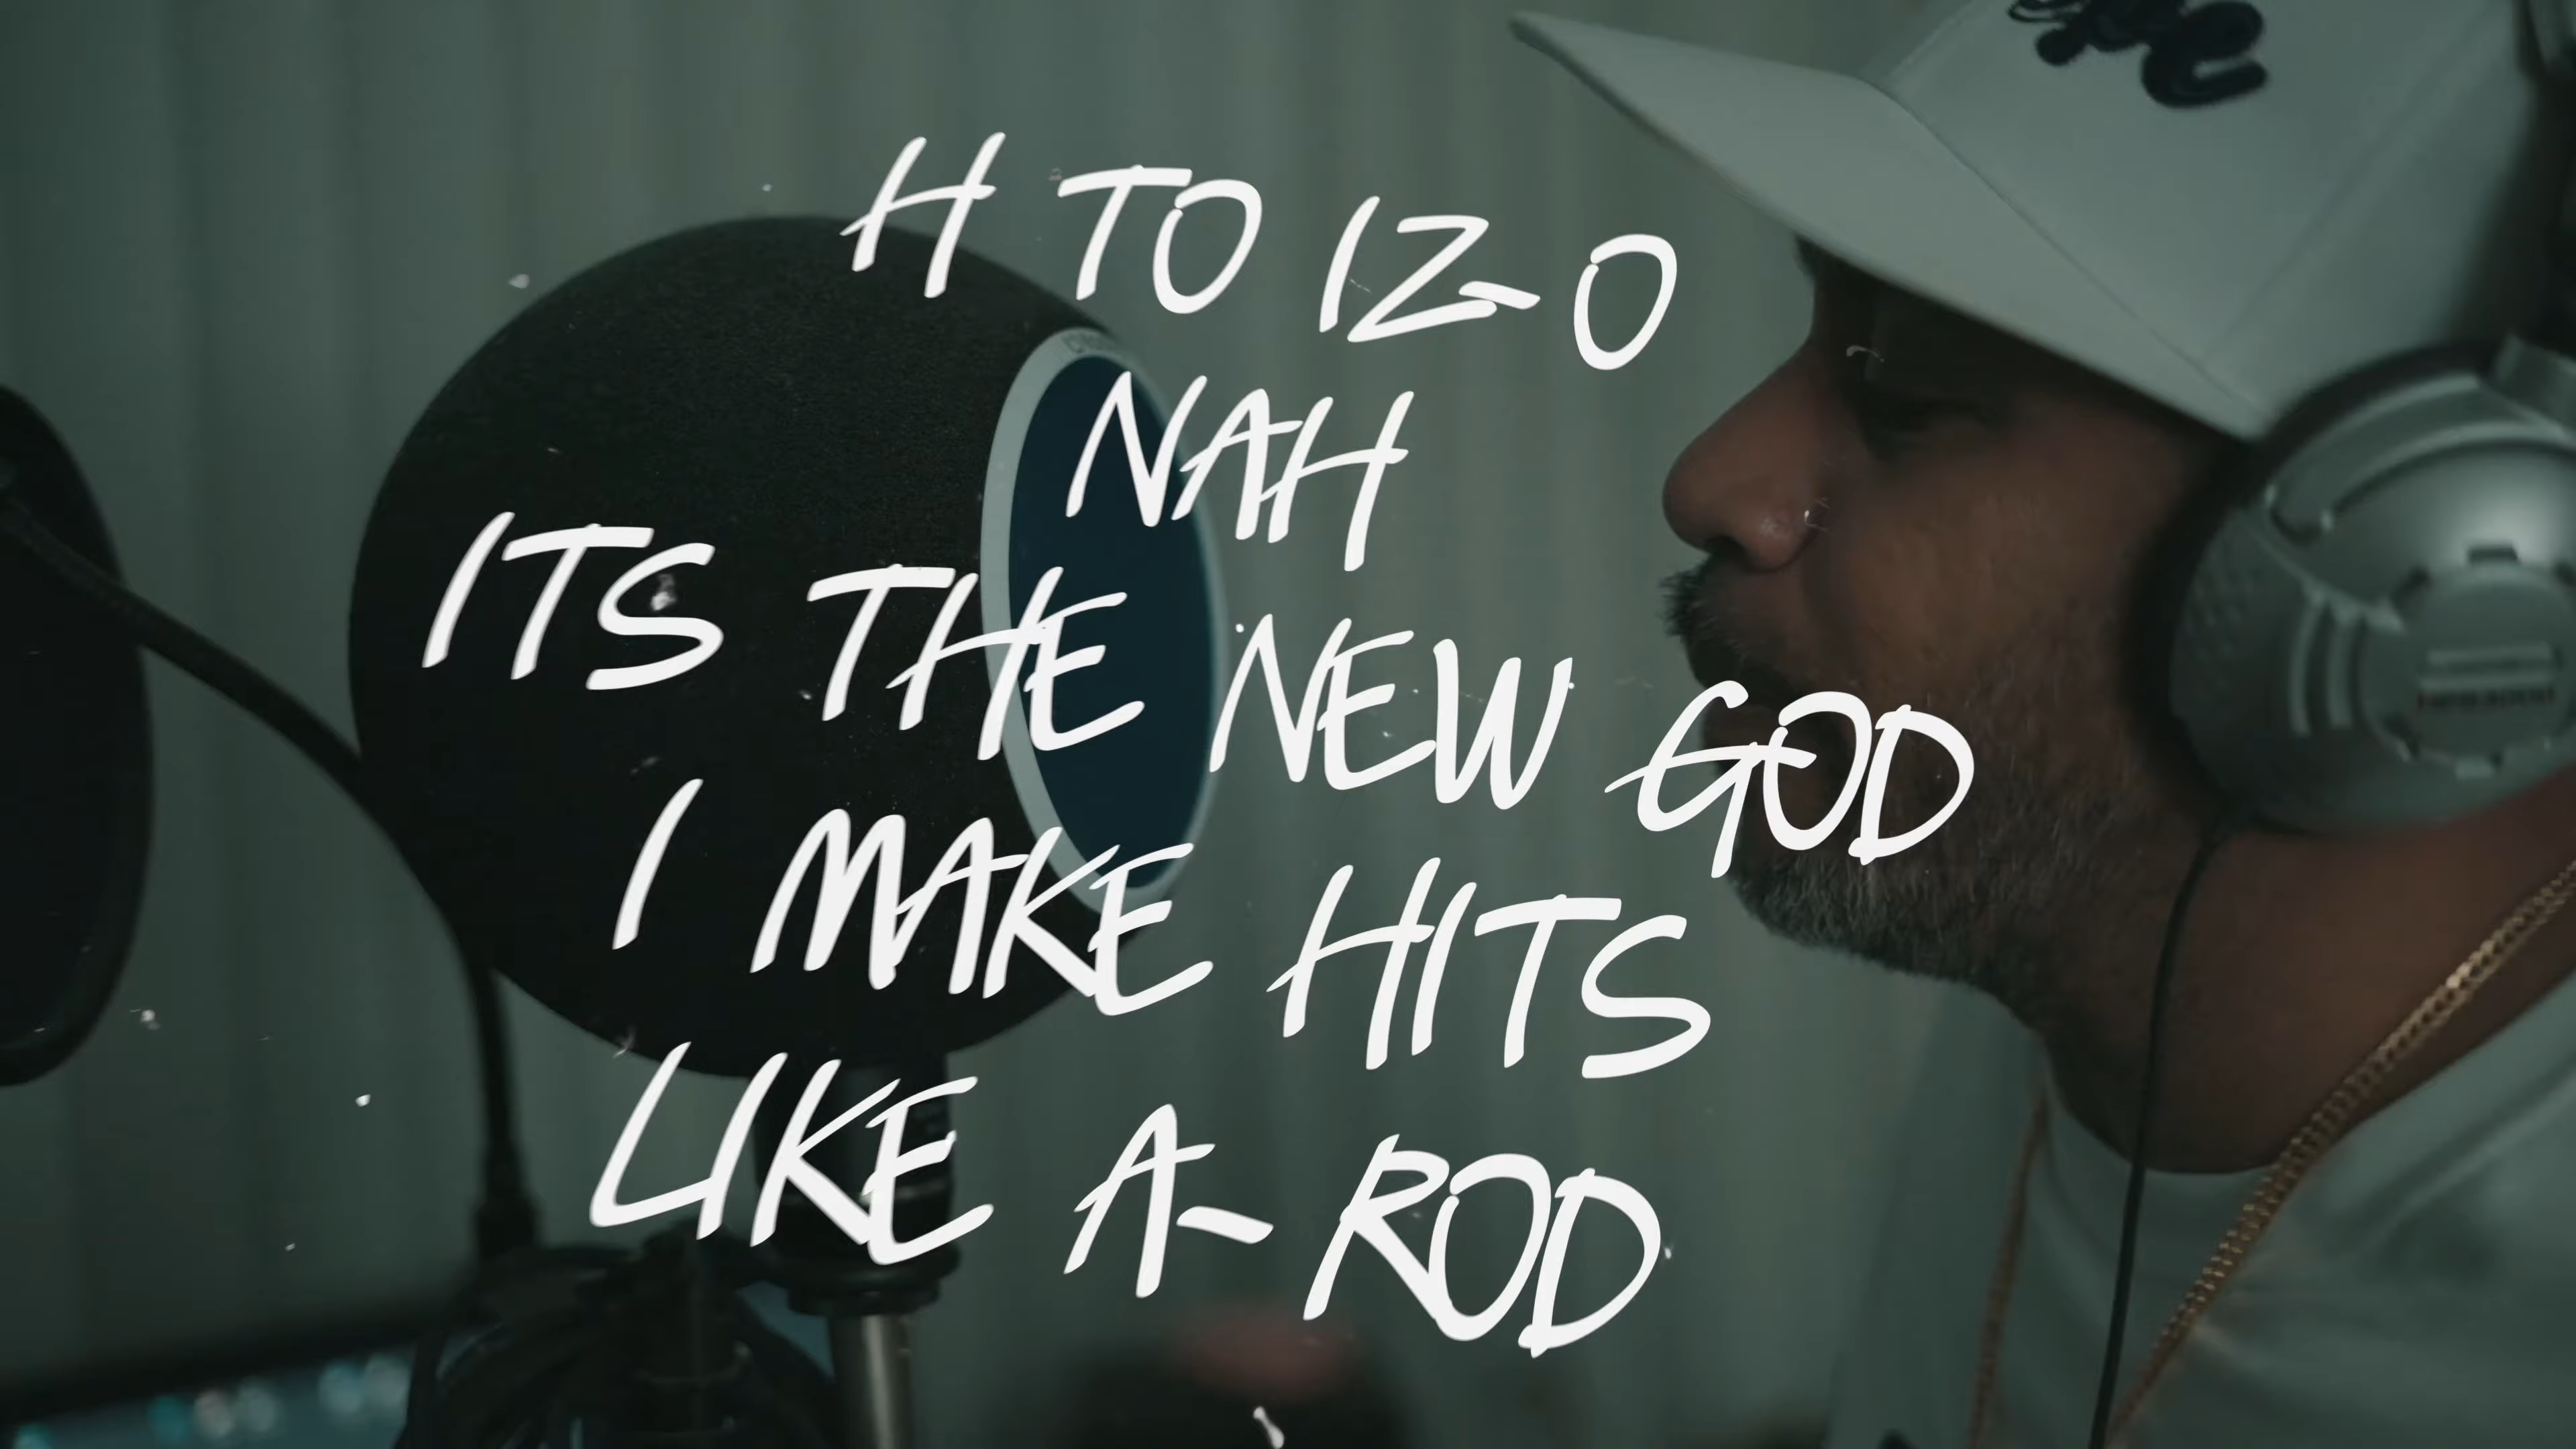 H TO IZ-O
NAH
ITS THE NEW GOD
I MAKE HITS
LIKE A-ROD